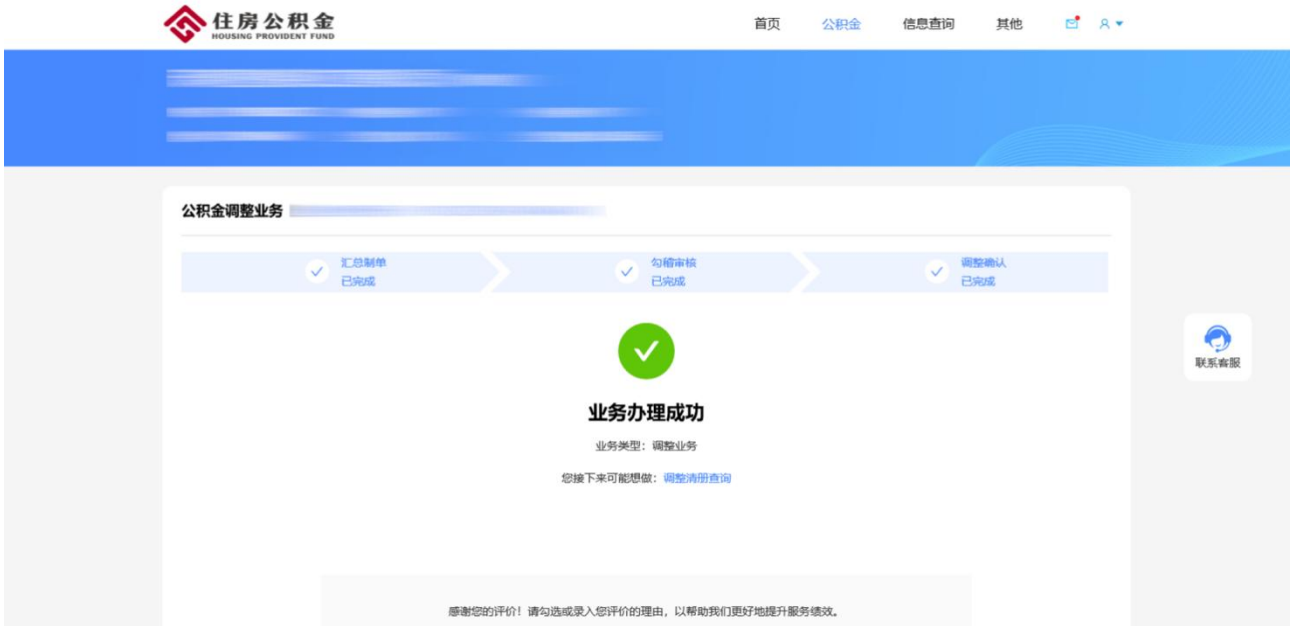 住房公积金
HOUSING PROVIDENT FUND
首页 公积金 信息查询 其他
公积金调整业务
汇总制单 勾稽审核 调整确认
已完成 已完成 已完成
联系客服
业务办理成功
业务类型：调整业务
您接下来可能想做：调整清册查询
感谢您的评价！请勾选或录入您评价的理由，以帮助我们更好地提升服务绩效。